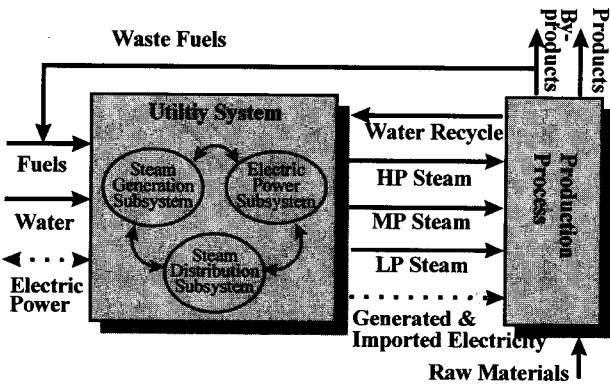 Waste Fuels
By-
products
Products
Utiltiy System
Fuels
Water
Electric
Power
Steam
Generation
Subsystem
Electric
Power
Subsystem
Steam
Distribution
Subsystem
Water Recycle
HP Steam
MP Steam
LP Steam
Generated &
Imported Electricity
Production
Process
Raw Materials